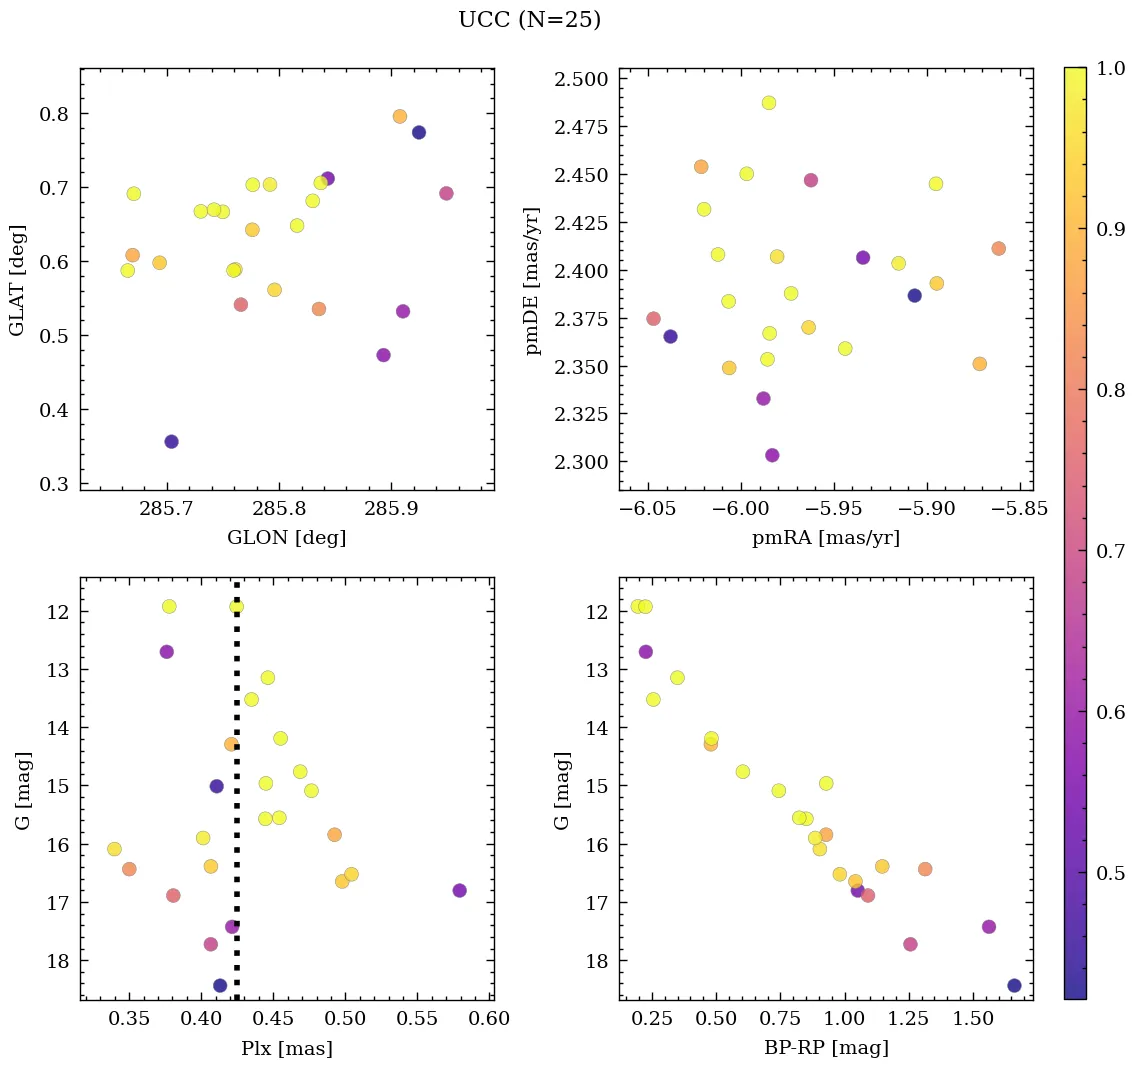 UCC (N=25)
0.8
0.7
0.6
0.5
0.4
0.3
GLAT [deg]
285.7 285.8 285.9
GLON [deg]
2.500
2.475
2.450
2.425
2.400
2.375
2.350
2.325
2.300
pmDE [mas/yr]
−6.05 −6.00 −5.95 −5.90 −5.85
pmRA [mas/yr]
12
13
14
15
16
17
18
G [mag]
0.35 0.40 0.45 0.50 0.55 0.60
Plx [mas]
12
13
14
15
16
17
18
G [mag]
0.25 0.50 0.75 1.00 1.25 1.50
BP-RP [mag]
1.0
0.9
0.8
0.7
0.6
0.5